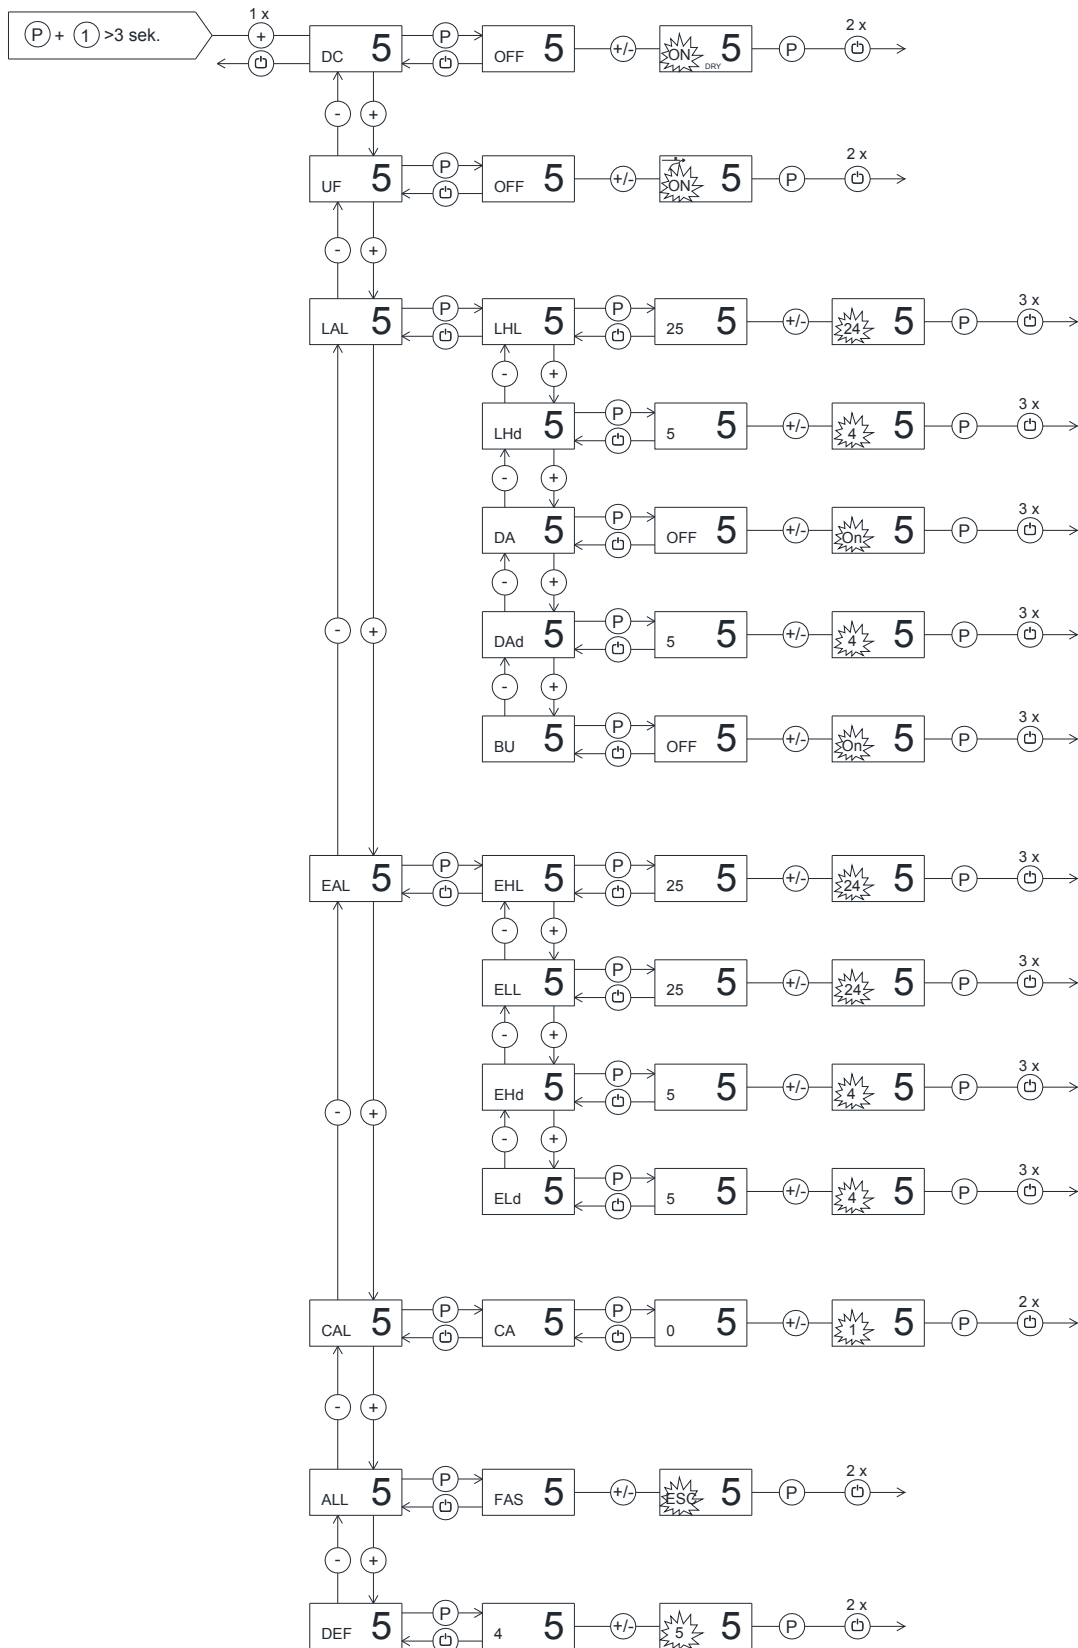 1 x
P + 1 >3 sek. + DC 5 P OFF 5 +/- ON DRY 5 P 2 x
- +
UF 5 P OFF 5 +/- ON 5 P 2 x
- +
LAL 5 P LHL 5 P 25 5 +/- 24 5 P 3 x
- +
LHd 5 P 5 5 +/- 4 5 P 3 x
- +
DA 5 P OFF 5 +/- On 5 P 3 x
- +
- + DAd 5 P 5 5 +/- 4 5 P 3 x
- +
BU 5 P OFF 5 +/- On 5 P 3 x
EAL 5 P EHL 5 P 25 5 +/- 24 5 P 3 x
- +
ELL 5 P 25 5 +/- 24 5 P 3 x
- +
- + EHd 5 P 5 5 +/- 4 5 P 3 x
- +
ELd 5 P 5 5 +/- 4 5 P 3 x
CAL 5 P CA 5 P 0 5 +/- 1 5 P 2 x
- +
ALL 5 P FAS 5 +/- ESC 5 P 2 x
- +
DEF 5 P 4 5 +/- 5 5 P 2 x